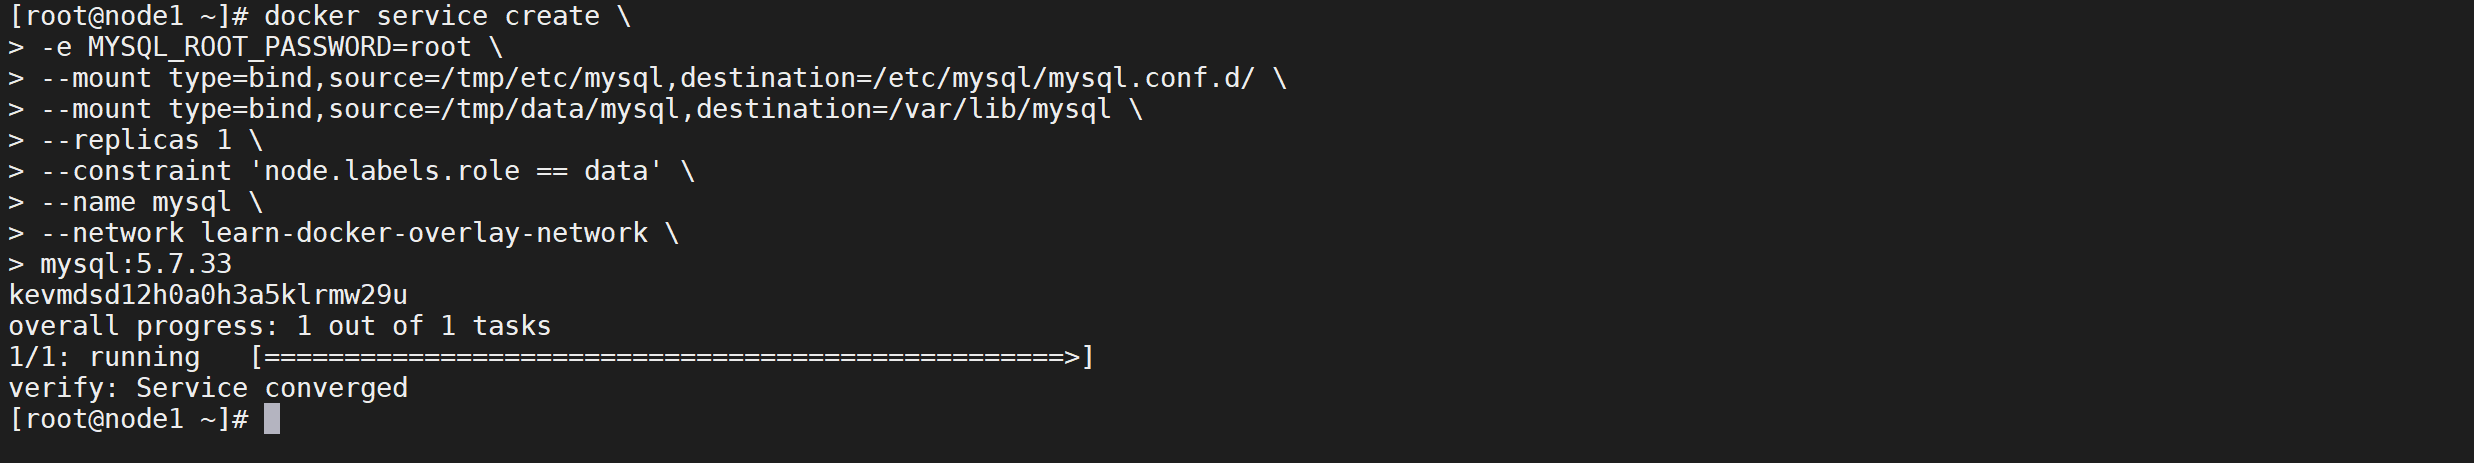 [root@node1 ~]# docker service create \
> -e MYSQL_ROOT_PASSWORD=root \
> --mount type=bind,source=/tmp/etc/mysql,destination=/etc/mysql/mysql.conf.d/ \
> --mount type=bind,source=/tmp/data/mysql,destination=/var/lib/mysql \
> --replicas 1 \
> --constraint 'node.labels.role == data' \
> --name mysql \
> --network learn-docker-overlay-network \
> mysql:5.7.33
kevmdsd12h0a0h3a5klrmw29u
overall progress: 1 out of 1 tasks
1/1: running   [==================================================>]
verify: Service converged
[root@node1 ~]#